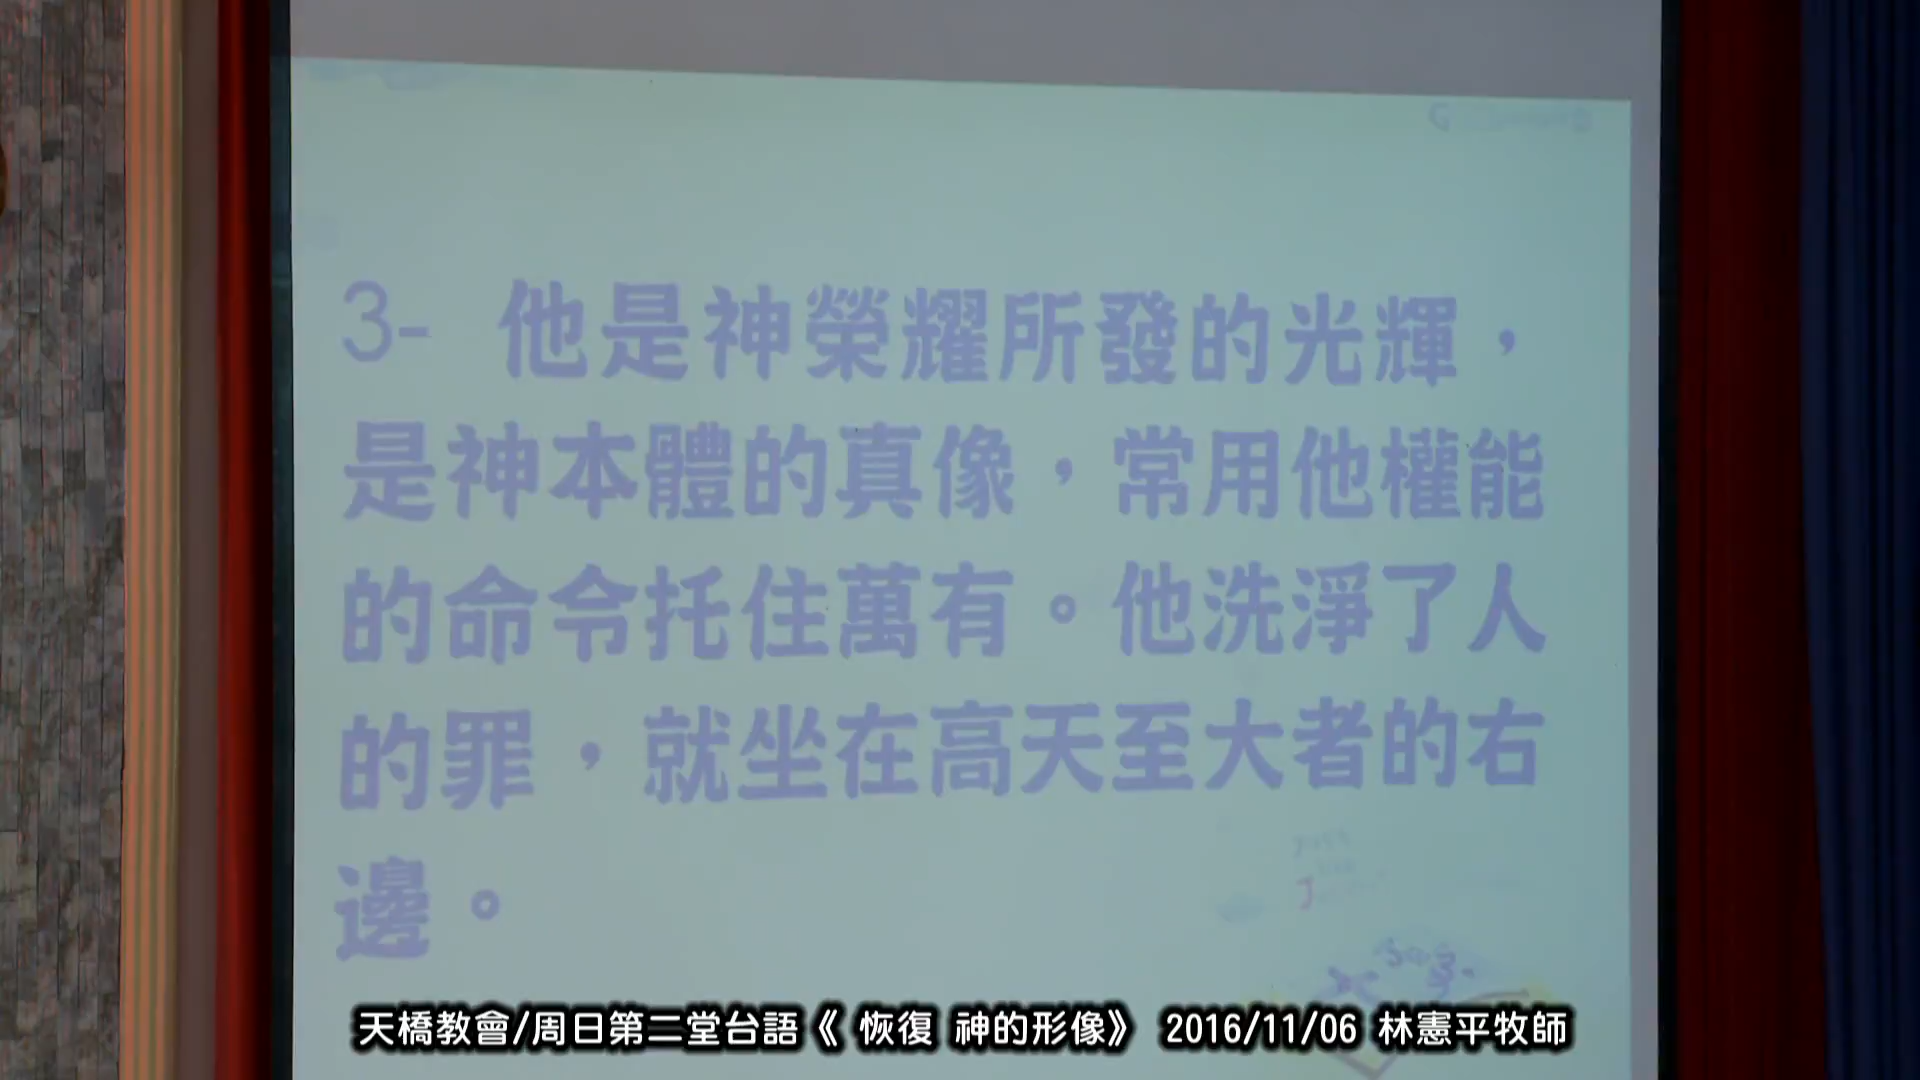 3- 他是神榮耀所發的光輝，
是神本體的真像，常用他權能
的命令托住萬有。他洗淨了人
的罪，就坐在高天至大者的右
邊。
天橋教會/周日第二堂台語《 恢復 神的形像》 2016/11/06 林憲平牧師